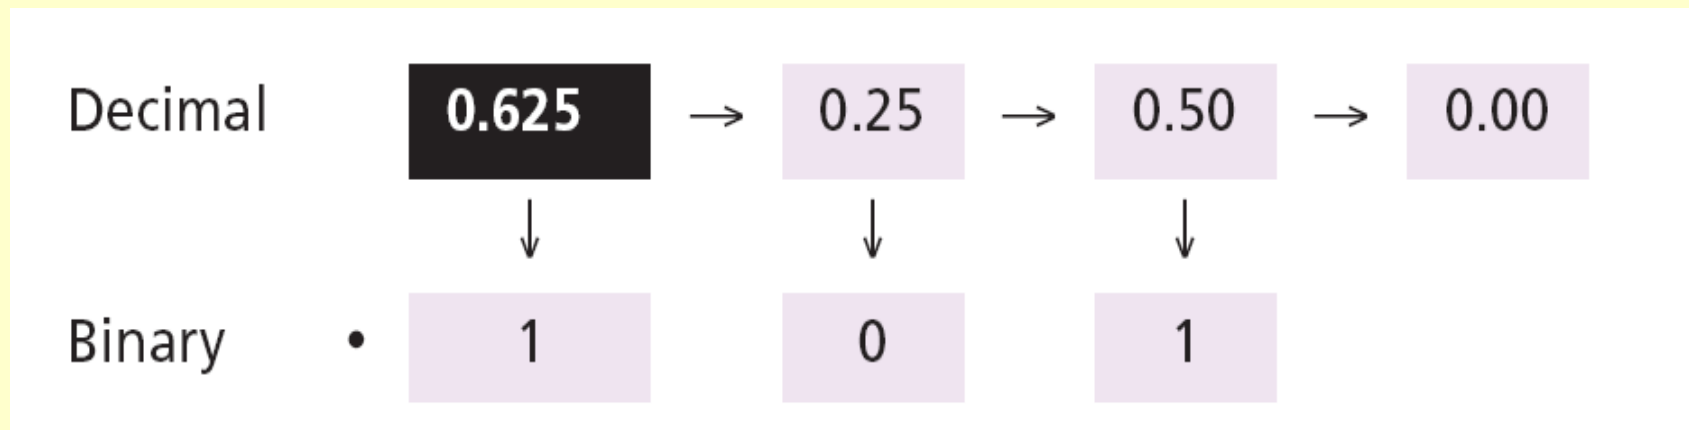 Decimal 0.625 → 0.25 → 0.50 → 0.00
↓ ↓ ↓
Binary • 1 0 1